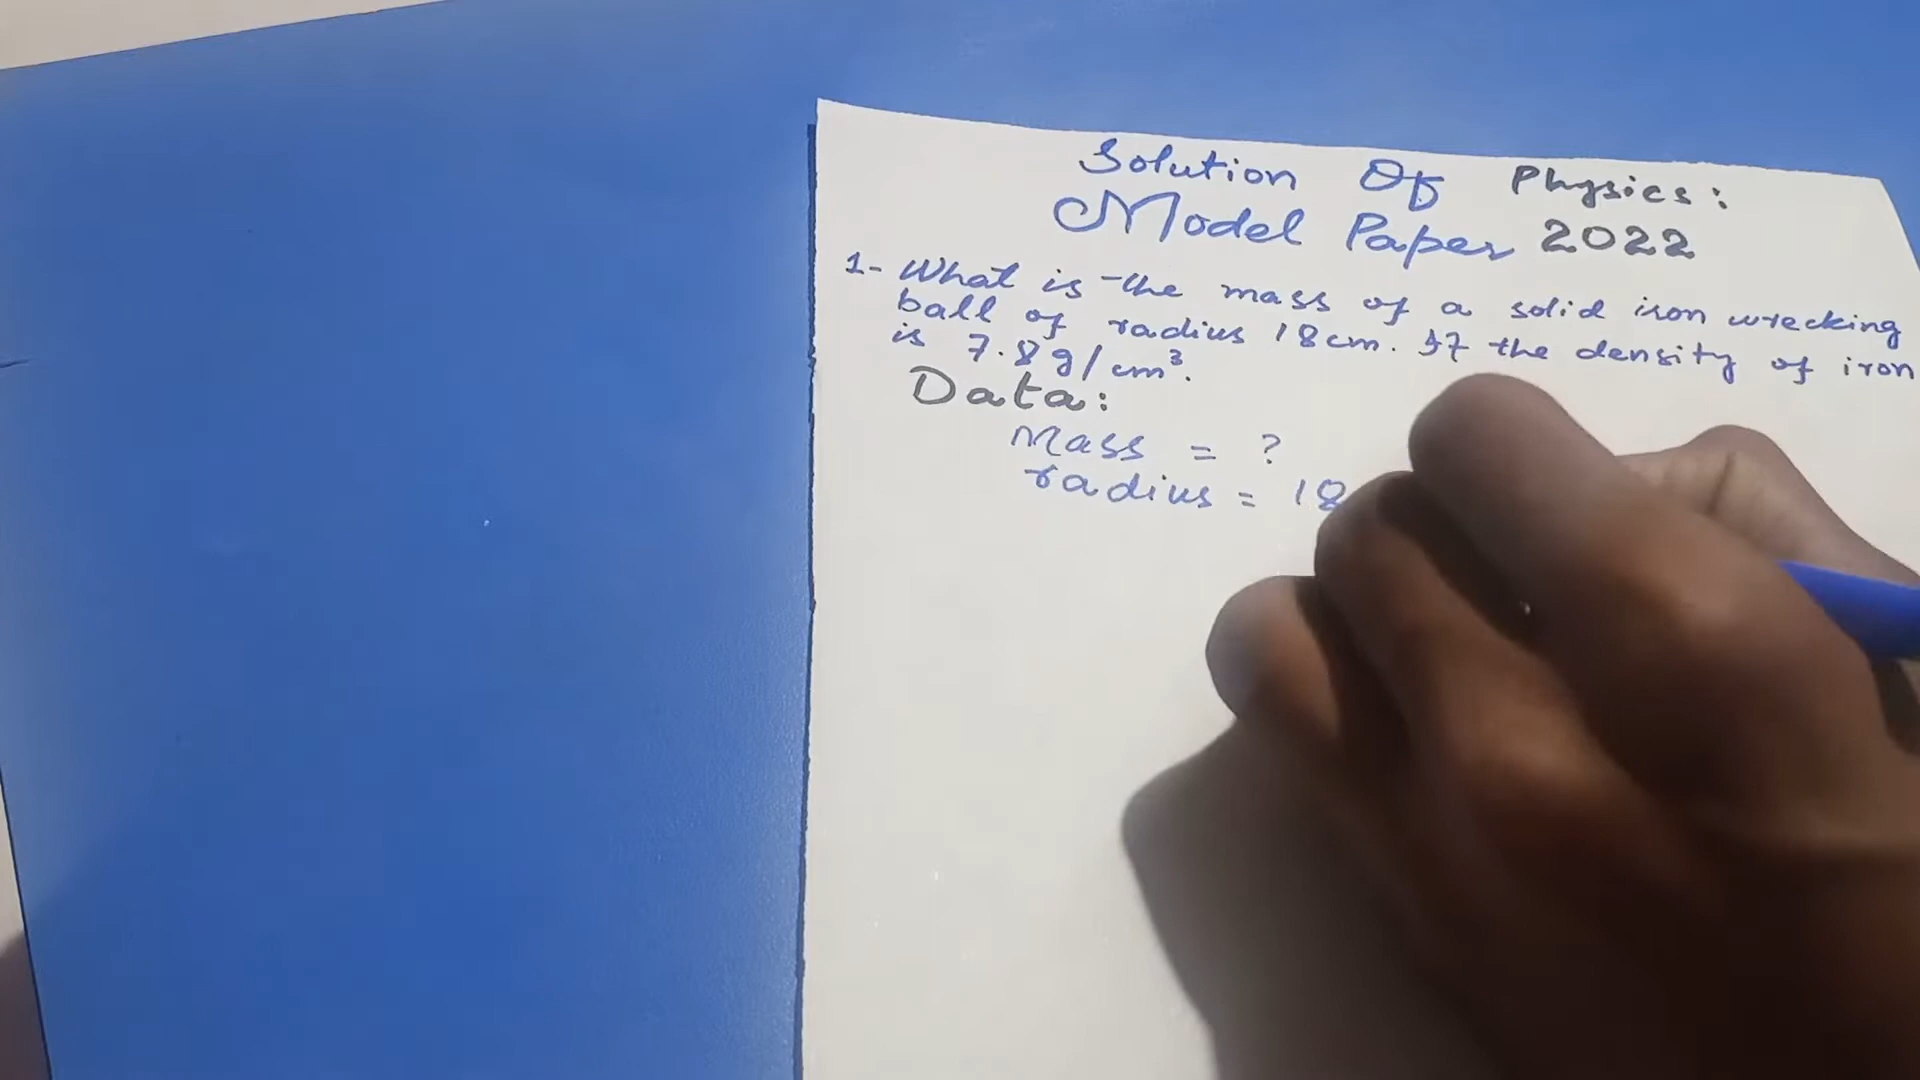 Solution Of Physics:
Model Paper 2022
1- What is the mass of a solid iron wrecking
ball of radius 18cm. If the density of iron
is 7.8g/cm³.
Data:
Mass = ?
radius = 18